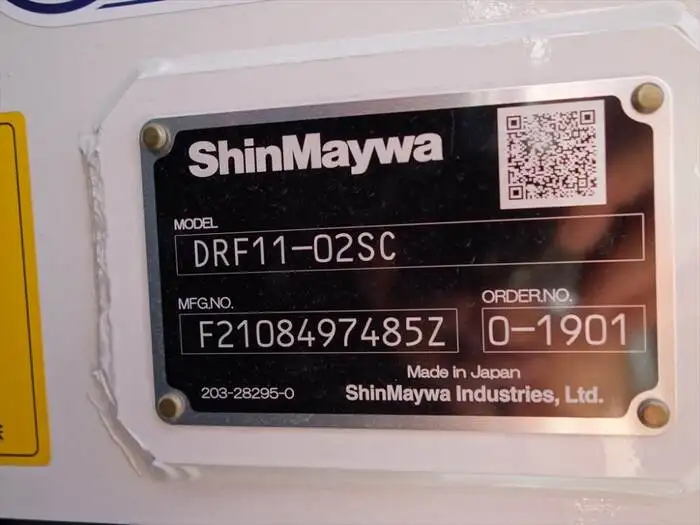 ShinMaywa
MODEL
DRF11-02SC
MFG.NO.
ORDER.NO.
F2108497485Z
0-1901
Made in Japan
203-28295-0
ShinMaywa Industries, Ltd.